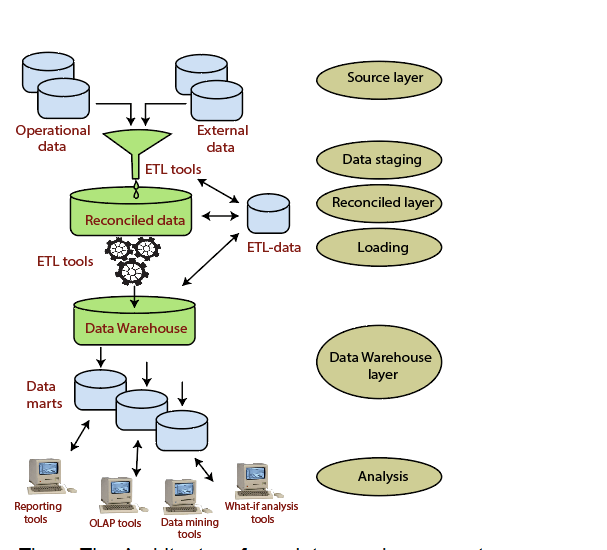 Source layer
Operational
data
External
data
Data staging
ETL tools
Reconciled layer
Reconciled data
ETL-data
Loading
ETL tools
Data Warehouse
Data Warehouse
layer
Data
marts
Analysis
Reporting
tools
OLAP tools
Data mining
tools
What-if analysis
tools